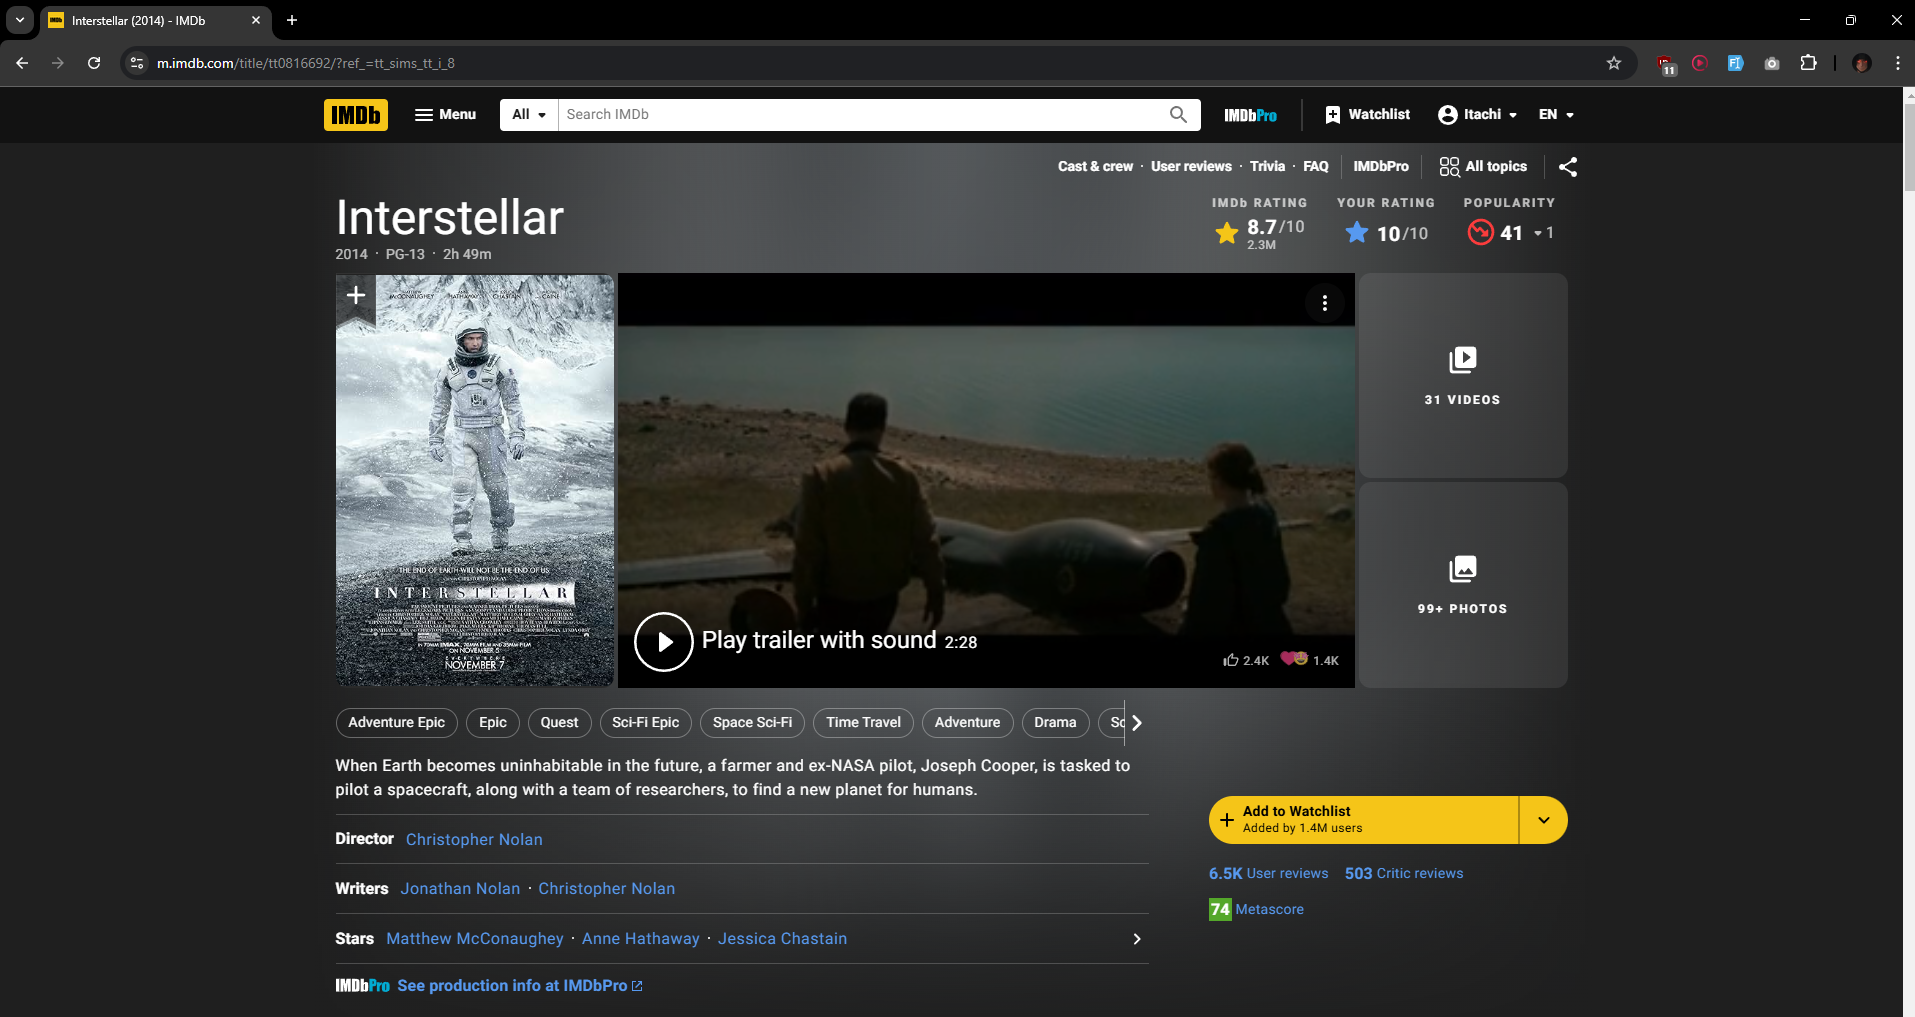 Interstellar (2014) - IMDb
m.imdb.com/title/tt0816692/?ref_=tt_sims_tt_i_8
11
IMDb
Menu
All
Search IMDb
IMDbPro
Watchlist
Itachi
EN
Cast & crew · User reviews · Trivia · FAQ
IMDbPro
All topics
Interstellar
2014 · PG-13 · 2h 49m
IMDb RATING
8.7/10
2.3M
YOUR RATING
10/10
POPULARITY
41
1
McCONAUGHEY HATHAWAY CHASTAIN CAINE
THE END OF EARTH WILL NOT BE THE END OF US
INTERSTELLAR
ON NOVEMBER 5
NOVEMBER 7
Play trailer with sound 2:28
2.4K
1.4K
31 VIDEOS
99+ PHOTOS
Adventure Epic
Epic
Quest
Sci-Fi Epic
Space Sci-Fi
Time Travel
Adventure
Drama
Sc
When Earth becomes uninhabitable in the future, a farmer and ex-NASA pilot, Joseph Cooper, is tasked to
pilot a spacecraft, along with a team of researchers, to find a new planet for humans.
Director Christopher Nolan
Writers Jonathan Nolan · Christopher Nolan
Stars Matthew McConaughey · Anne Hathaway · Jessica Chastain
IMDbPro See production info at IMDbPro
Add to Watchlist
Added by 1.4M users
6.5K User reviews 503 Critic reviews
74 Metascore